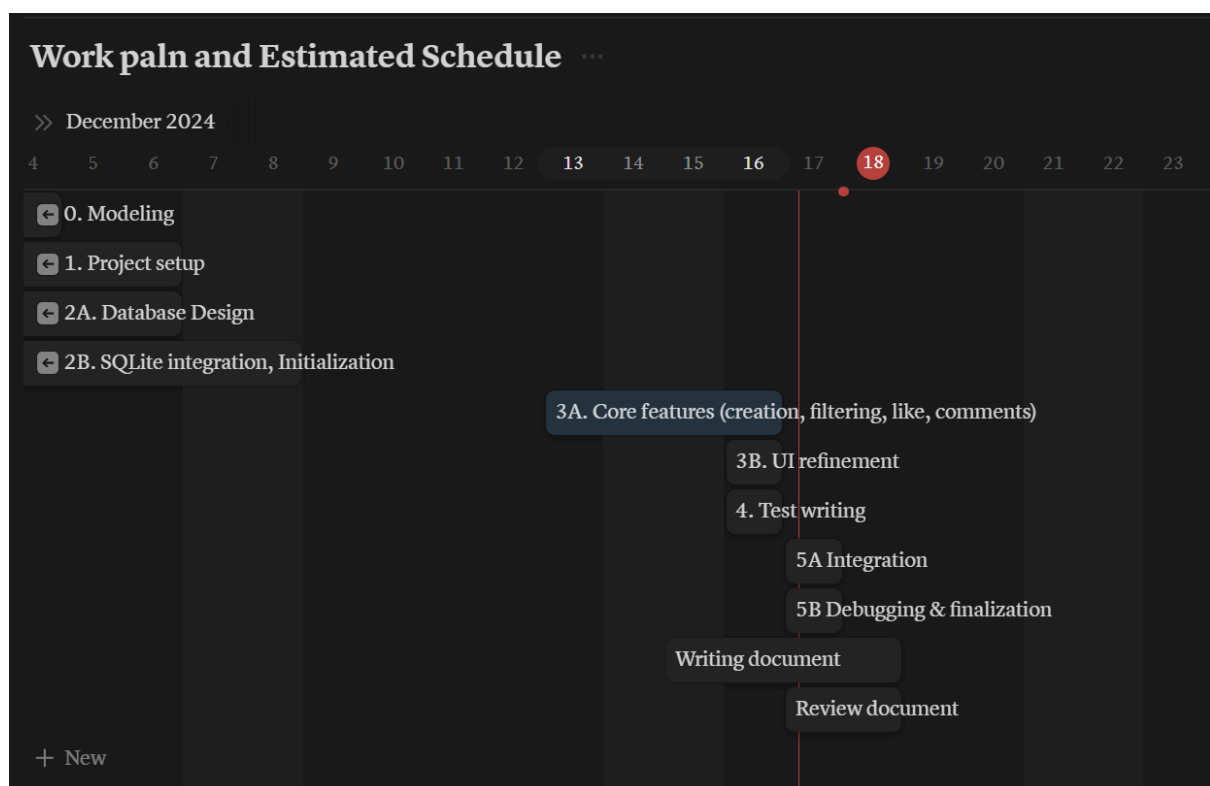 Work paln and Estimated Schedule ...
December 2024
4 5 6 7 8 9 10 11 12 13 14 15 16 17 18 19 20 21 22 23
0. Modeling
1. Project setup
2A. Database Design
2B. SQLite integration, Initialization
3A. Core features (creation, filtering, like, comments)
3B. UI refinement
4. Test writing
5A Integration
5B Debugging & finalization
Writing document
Review document
+ New